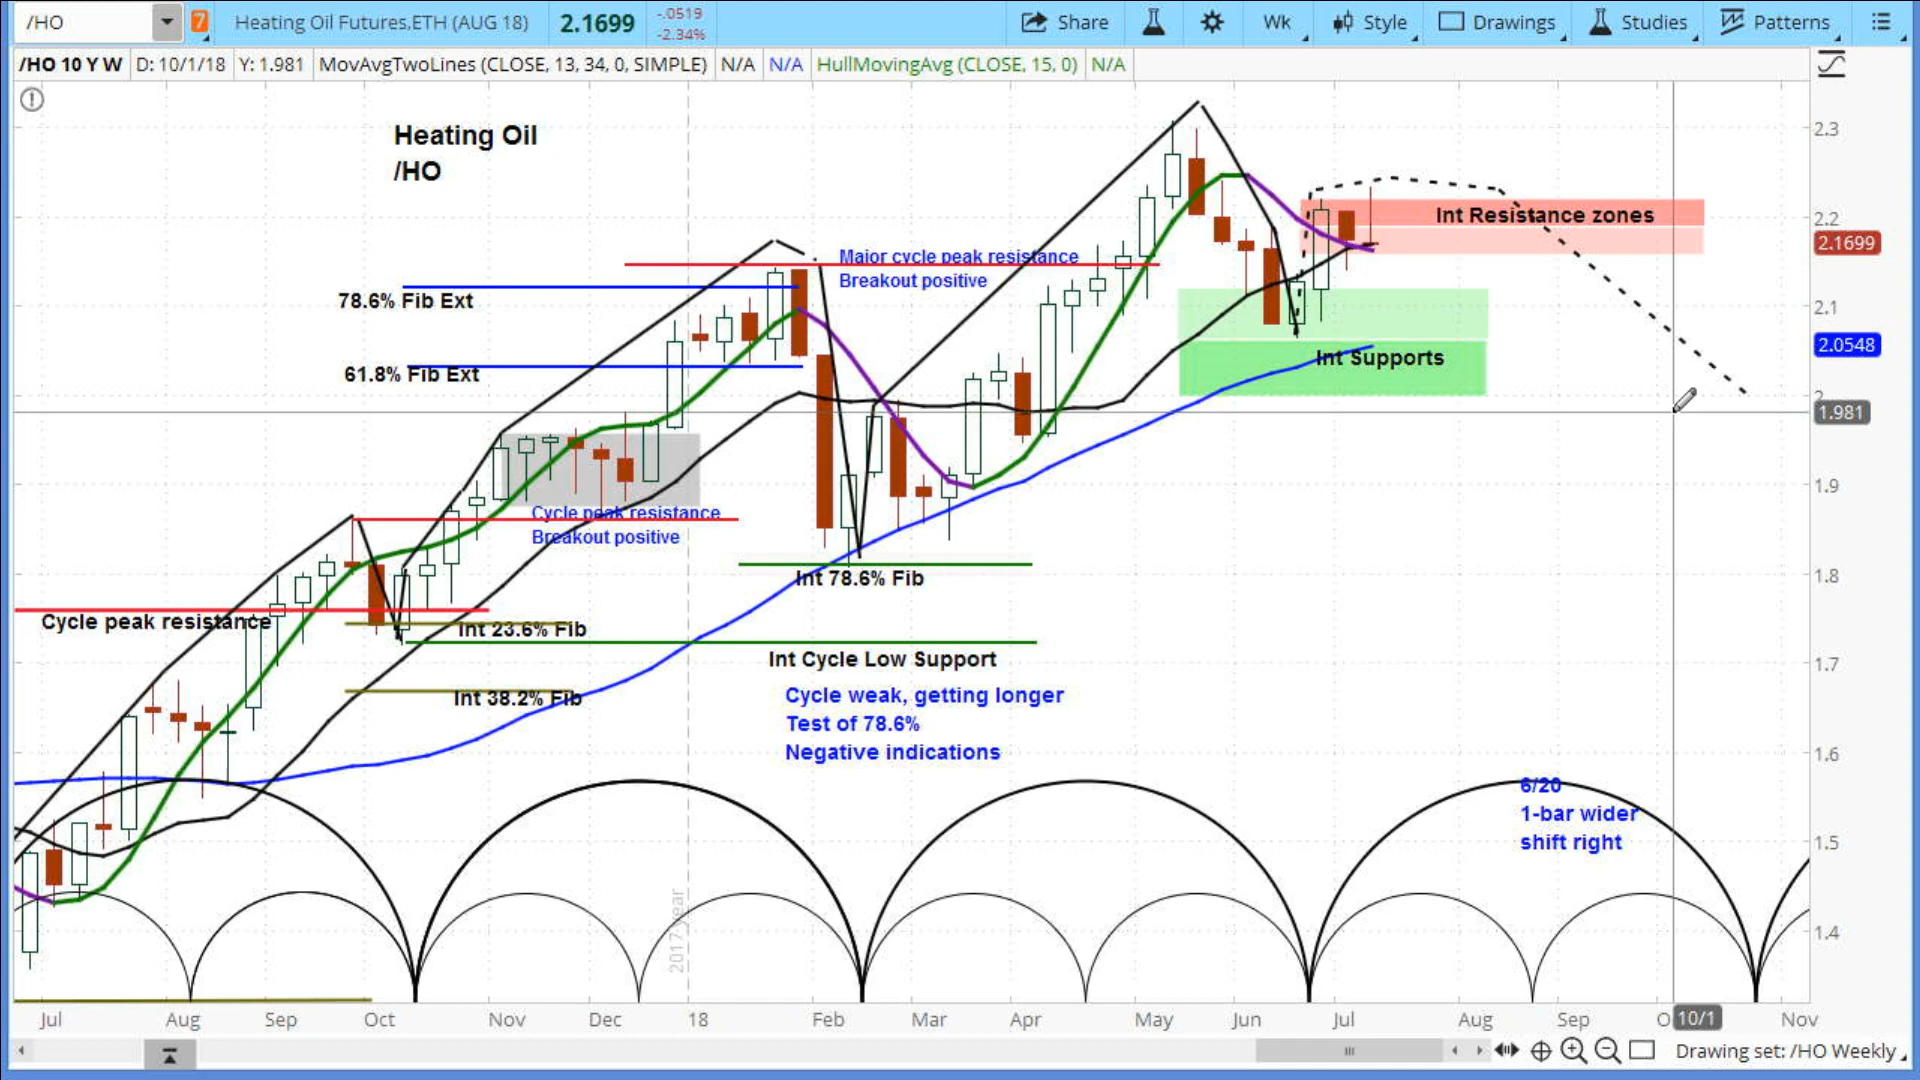 /HO
7
Heating Oil Futures,ETH (AUG 18)
2.1699
-.0519
-2.34%
Share
Wk
Style
Drawings
Studies
Patterns
/HO 10 Y W
D: 10/1/18
Y: 1.981
MovAvgTwoLines (CLOSE, 13, 34, 0, SIMPLE)
N/A
N/A
HullMovingAvg (CLOSE, 15, 0)
N/A
Heating Oil
/HO
2.3
Int Resistance zones
2.2
2.1699
Major cycle peak resistance
Breakout positive
78.6% Fib Ext
2.1
2.0548
Int Supports
61.8% Fib Ext
2
1.981
1.9
Cycle peak resistance
Breakout positive
Int 78.6% Fib
1.8
Cycle peak resistance
Int 23.6% Fib
Int Cycle Low Support
1.7
Int 38.2% Fib
Cycle weak, getting longer
Test of 78.6%
Negative indications
1.6
6/20
1-bar wider
shift right
1.5
2017 year
1.4
Jul
Aug
Sep
Oct
Nov
Dec
18
Feb
Mar
Apr
May
Jun
Jul
Aug
Sep
O
10/1
Nov
Drawing set: /HO Weekly